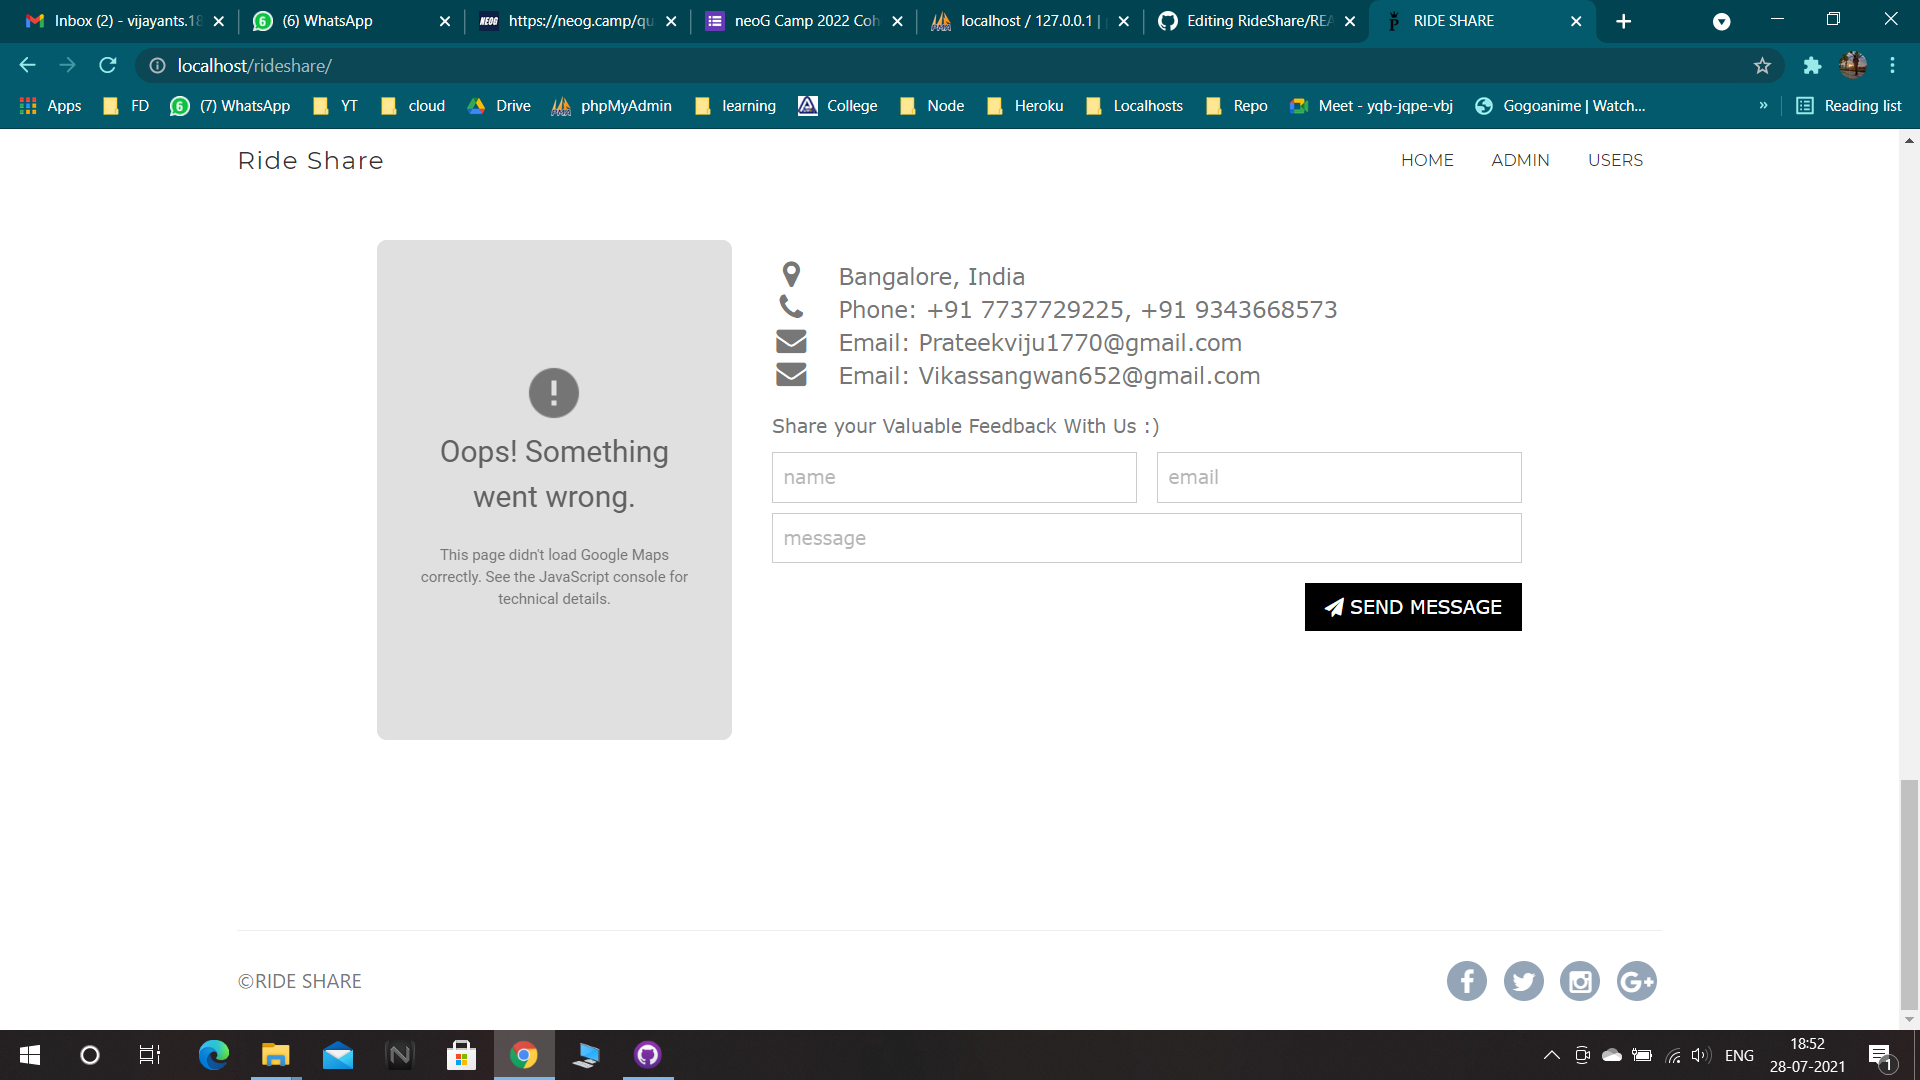 Inbox (2) - vijayants.18
(6) WhatsApp
https://neog.camp/qu
neoG Camp 2022 Coh
localhost / 127.0.0.1 |
Editing RideShare/REA
RIDE SHARE
localhost/rideshare/
Apps
FD
(7) WhatsApp
YT
cloud
Drive
phpMyAdmin
learning
College
Node
Heroku
Localhosts
Repo
Meet - yqb-jqpe-vbj
Gogoanime | Watch...
»
Reading list
Ride Share
HOME
ADMIN
USERS
Bangalore, India
Phone: +91 7737729225, +91 9343668573
Email: Prateekviju1770@gmail.com
Email: Vikassangwan652@gmail.com
Oops! Something
went wrong.
This page didn't load Google Maps
correctly. See the JavaScript console for
technical details.
Share your Valuable Feedback With Us :)
name
email
message
SEND MESSAGE
©RIDE SHARE
ENG
18:52
28-07-2021
1